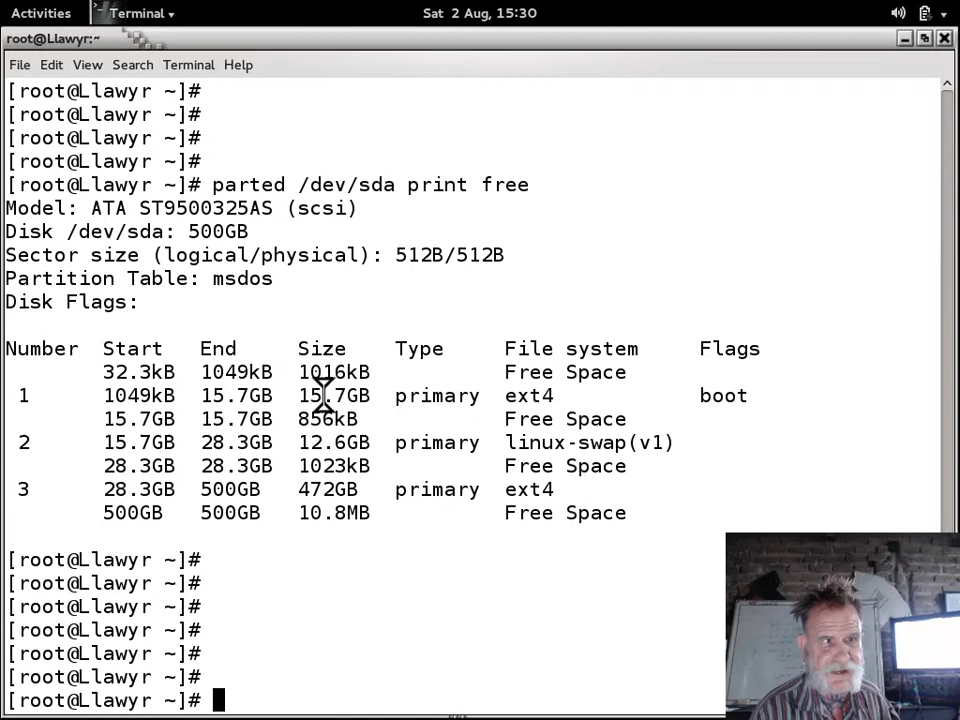 Activities Terminal Sat 2 Aug, 15:30
root@Llawyr:~
File Edit View Search Terminal Help
[root@Llawyr ~]#
[root@Llawyr ~]#
[root@Llawyr ~]#
[root@Llawyr ~]#
[root@Llawyr ~]# parted /dev/sda print free
Model: ATA ST9500325AS (scsi)
Disk /dev/sda: 500GB
Sector size (logical/physical): 512B/512B
Partition Table: msdos
Disk Flags:
Number Start End Size Type File system Flags
32.3kB 1049kB 1016kB Free Space
1 1049kB 15.7GB 15.7GB primary ext4 boot
15.7GB 15.7GB 856kB Free Space
2 15.7GB 28.3GB 12.6GB primary linux-swap(v1)
28.3GB 28.3GB 1023kB Free Space
3 28.3GB 500GB 472GB primary ext4
500GB 500GB 10.8MB Free Space
[root@Llawyr ~]#
[root@Llawyr ~]#
[root@Llawyr ~]#
[root@Llawyr ~]#
[root@Llawyr ~]#
[root@Llawyr ~]#
[root@Llawyr ~]#